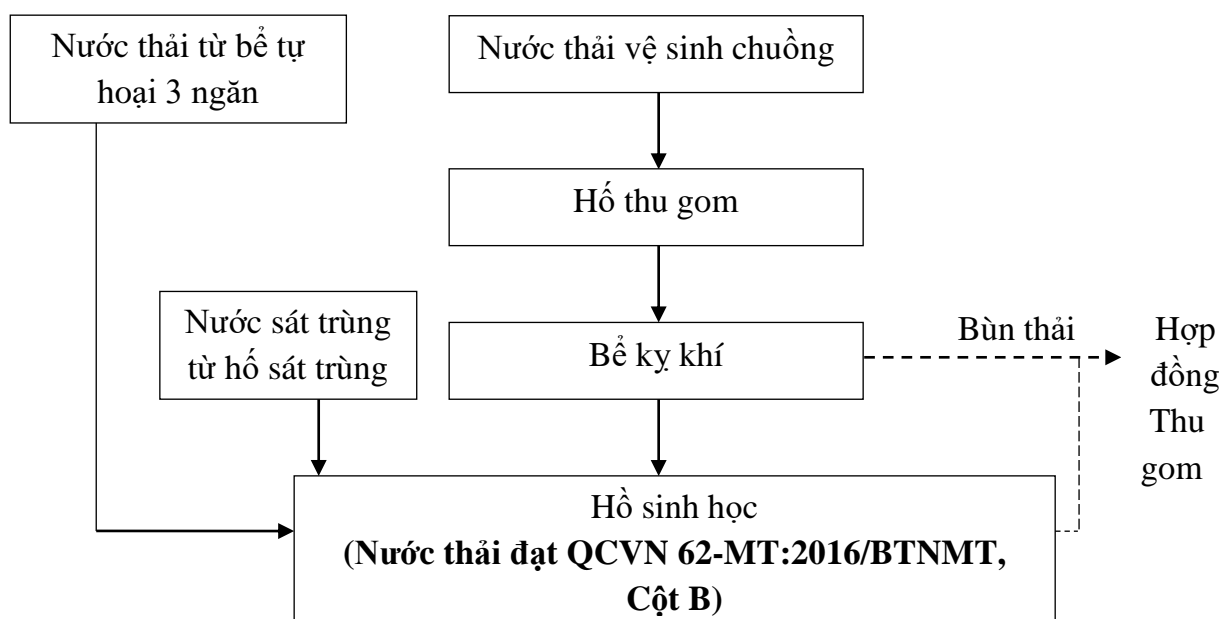 Nước thải từ bể tự
hoại 3 ngăn
Nước thải vệ sinh chuồng
Hố thu gom
Nước sát trùng
từ hố sát trùng
Bể kỵ khí
Bùn thải
Hợp
đồng
Thu
gom
Hồ sinh học
(Nước thải đạt QCVN 62-MT:2016/BTNMT,
Cột B)